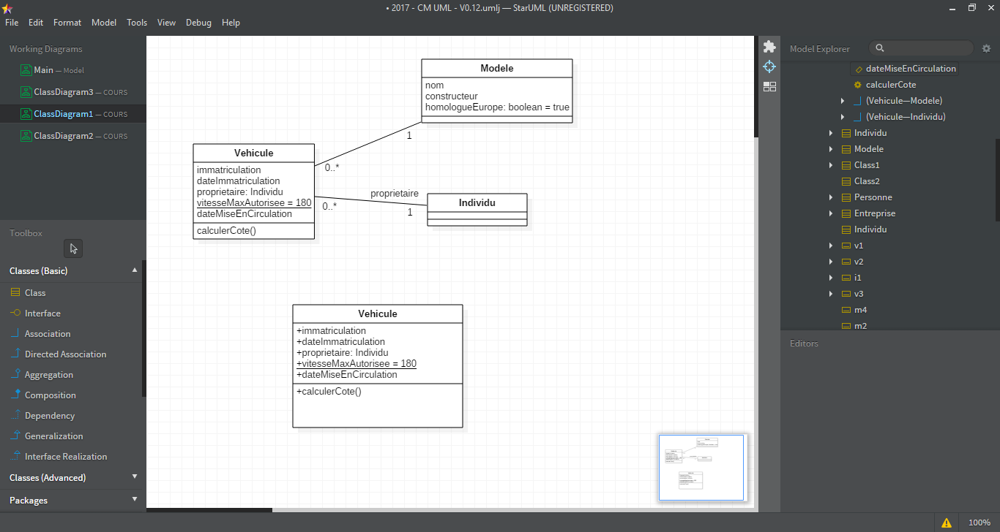 • 2017 - CM UML - V0.12.umlj — StarUML (UNREGISTERED)
File Edit Format Model Tools View Debug Help
Working Diagrams
Main — Model
ClassDiagram3 — COURS
ClassDiagram1 — COURS
ClassDiagram2 — COURS
Toolbox
Classes (Basic)
Class
Interface
Association
Directed Association
Aggregation
Composition
Dependency
Generalization
Interface Realization
Classes (Advanced)
Packages
Modele
nom
constructeur
homologueEurope: boolean = true
1
0..*
Vehicule
immatriculation
dateImmatriculation
proprietaire: Individu
vitesseMaxAutorisee = 180
dateMiseEnCirculation
calculerCote()
proprietaire
0..*
1
Individu
Vehicule
+immatriculation
+dateImmatriculation
+proprietaire: Individu
+vitesseMaxAutorisee = 180
+dateMiseEnCirculation
+calculerCote()
Model Explorer
dateMiseEnCirculation
calculerCote
(Vehicule—Modele)
(Vehicule—Individu)
Individu
Modele
Class1
Class2
Personne
Entreprise
Individu
v1
v2
i1
v3
m4
m2
Editors
100%